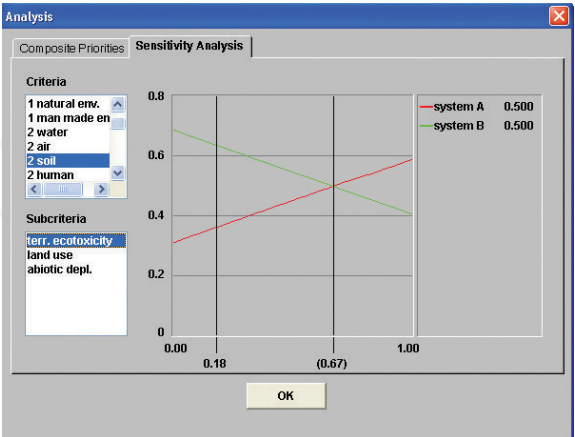 Analysis
Composite Priorities
Sensitivity Analysis
Criteria
1 natural env.
1 man made en
2 water
2 air
2 soil
2 human
Subcriteria
terr. ecotoxicity
land use
abiotic depl.
0.8
0.6
0.4
0.2
0
0.00
1.00
0.18
(0.67)
system A 0.500
system B 0.500
OK